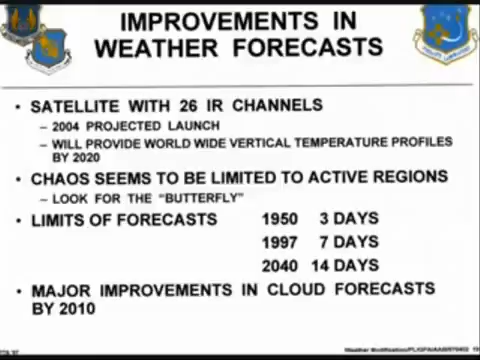 IMPROVEMENTS IN
WEATHER FORECASTS
• SATELLITE WITH 26 IR CHANNELS
– 2004 PROJECTED LAUNCH
– WILL PROVIDE WORLD WIDE VERTICAL TEMPERATURE PROFILES
BY 2020
• CHAOS SEEMS TO BE LIMITED TO ACTIVE REGIONS
– LOOK FOR THE "BUTTERFLY"
• LIMITS OF FORECASTS 1950 3 DAYS
1997 7 DAYS
2040 14 DAYS
• MAJOR IMPROVEMENTS IN CLOUD FORECASTS
BY 2010